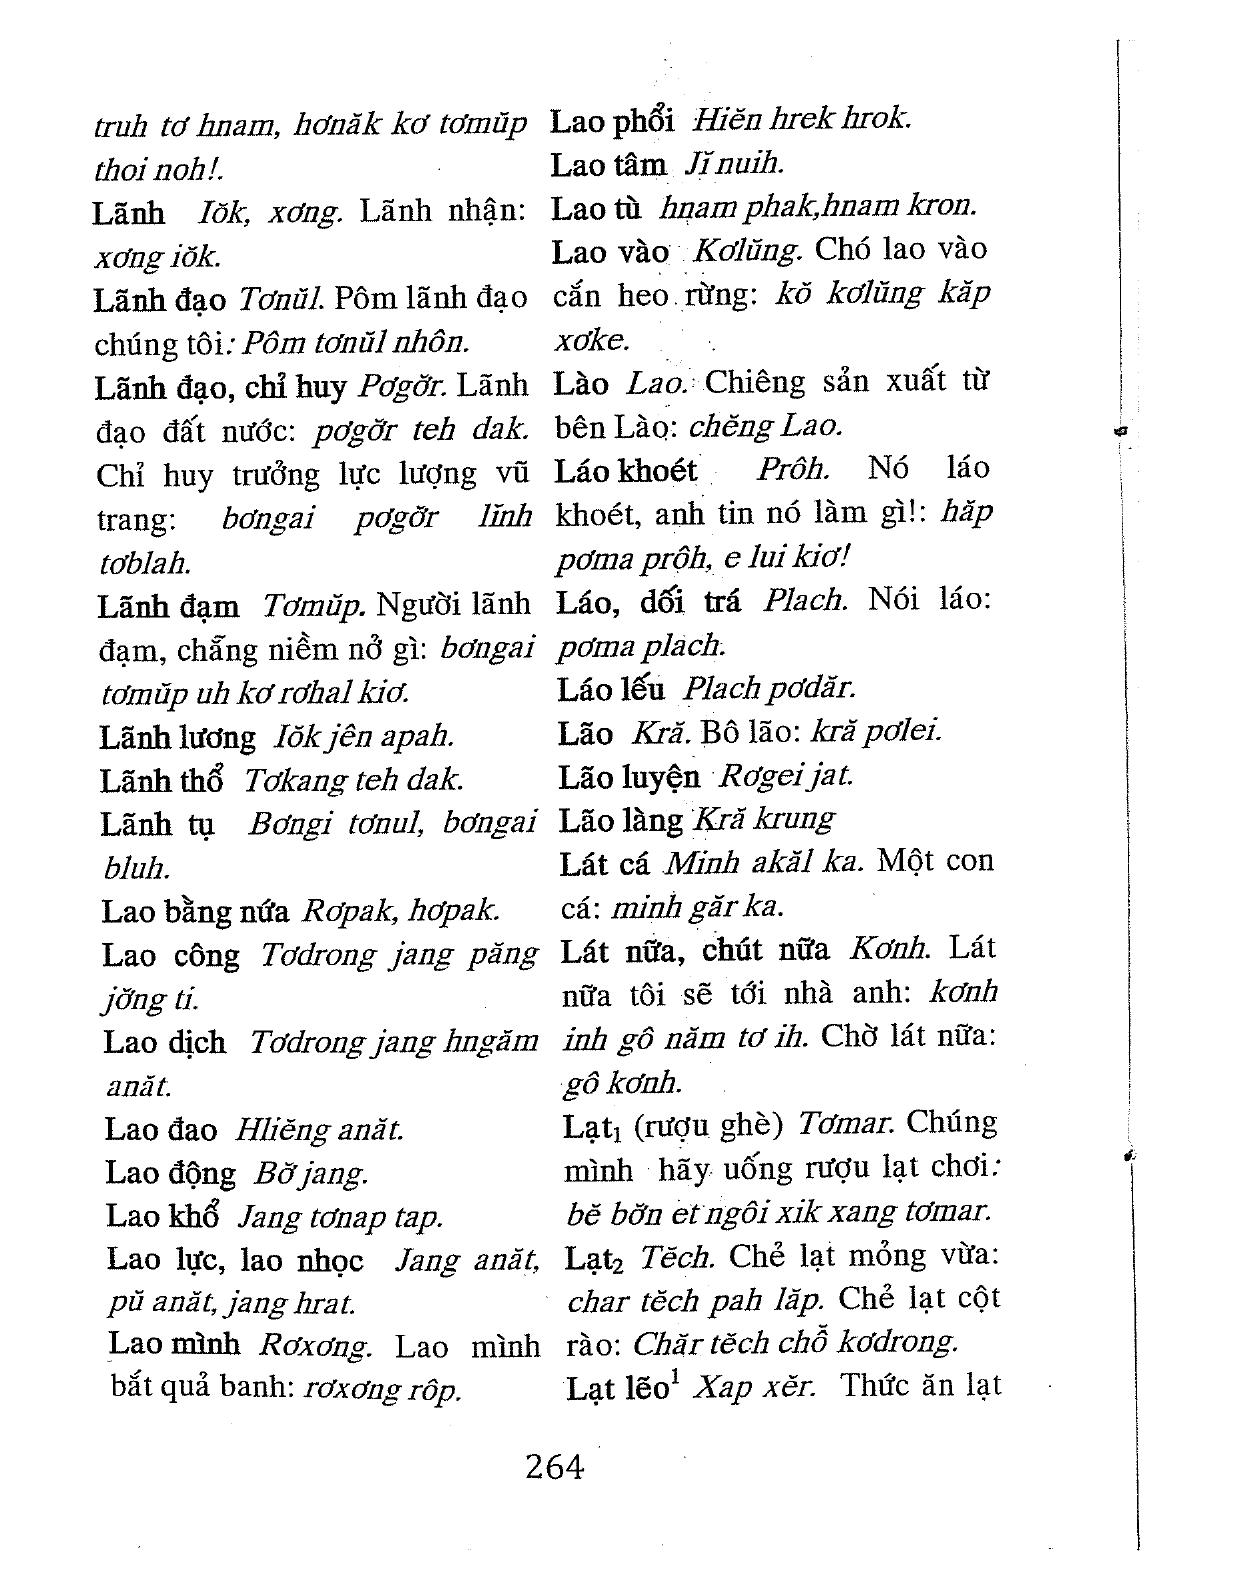 truh tơ hnam, hơnăk kơ tơmŭp
thoi noh!.
Lãnh Iŏk, xơng. Lãnh nhận:
xơng iŏk.
Lãnh đạo Tơnŭl. Pôm lãnh đạo
chúng tôi: Pôm tơnŭl nhôn.
Lãnh đạo, chỉ huy Pơgơ̆r. Lãnh
đạo đất nước: pơgơ̆r teh dak.
Chỉ huy trưởng lực lượng vũ
trang: bơngai pơgơ̆r lĭnh
tơblah.
Lãnh đạm Tơmŭp. Người lãnh
đạm, chẳng niềm nở gì: bơngai
tơmŭp uh kơ rơhal kiơ.
Lãnh lương Iŏk jên apah.
Lãnh thổ Tơkang teh dak.
Lãnh tụ Bơngi tơnul, bơngai
bluh.
Lao bằng nứa Rơpak, hơpak.
Lao công Tơdrong jang păng
jơ̆ng ti.
Lao dịch Tơdrong jang hngăm
anăt.
Lao đao Hliĕng anăt.
Lao động Bơ̆ jang.
Lao khổ Jang tơnap tap.
Lao lực, lao nhọc Jang anăt,
pŭ anăt, jang hrat.
Lao mình Rơxơng. Lao mình
bắt quả banh: rơxơng rôp.
Lao phổi Hiĕn hrek hrok.
Lao tâm Jĭ nuih.
Lao tù hnam phak,hnam kron.
Lao vào Kơlŭng. Chó lao vào
cắn heo rừng: kŏ kơlŭng kăp
xơke.
Lào Lao. Chiêng sản xuất từ
bên Lào: chĕng Lao.
Láo khoét Prôh. Nó láo
khoét, anh tin nó làm gì!: hăp
pơma prôh, e lui kiơ!
Láo, dối trá Plach. Nói láo:
pơma plach.
Láo lếu Plach pơdăr.
Lão Kră. Bô lão: kră pơlei.
Lão luyện Rơgei jat.
Lão làng Kră krung
Lát cá Minh akăl ka. Một con
cá: minh găr ka.
Lát nữa, chút nữa Kơnh. Lát
nữa tôi sẽ tới nhà anh: kơnh
inh gô năm tơ ih. Chờ lát nữa:
gô kơnh.
Lạt₁ (rượu ghè) Tơmar. Chúng
mình hãy uống rượu lạt chơi:
bĕ bơ̆n et ngôi xik xang tơmar.
Lạt₂ Tĕch. Chẻ lạt mỏng vừa:
char tĕch pah lăp. Chẻ lạt cột
rào: Chăr tĕch chô̆ kơdrong.
Lạt lẽo¹ Xap xĕr. Thức ăn lạt
264